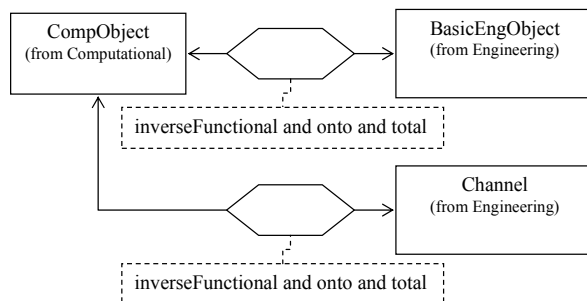 CompObject
(from Computational)
BasicEngObject
(from Engineering)
inverseFunctional and onto and total
Channel
(from Engineering)
inverseFunctional and onto and total